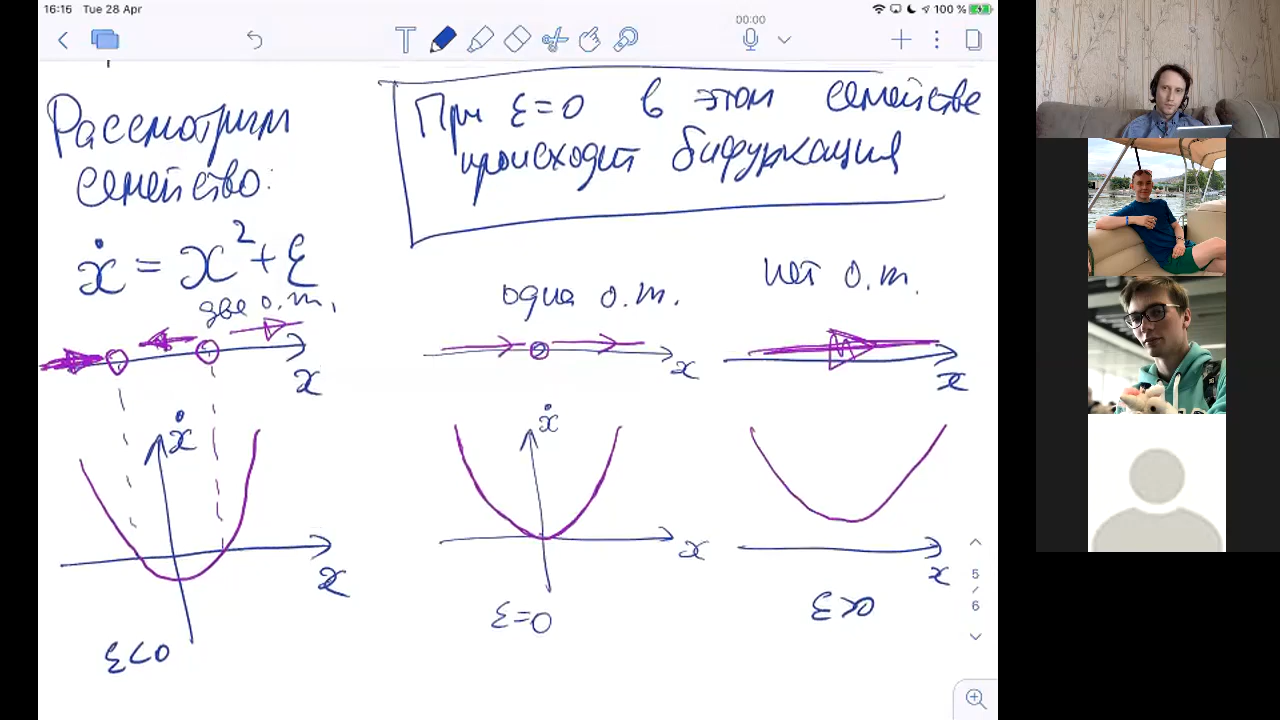 16:16 Tue 28 Apr
100 %
00:00
T
Рассмотрим
семейство:
ẋ = x² + ε
При ε=0 в этом семействе
происходит бифуркация
две о.т.
одна о.т.
нет о.т.
x
x
x
ẋ
ẋ
x
x
x
ε<0
ε=0
ε>0
5
/
6